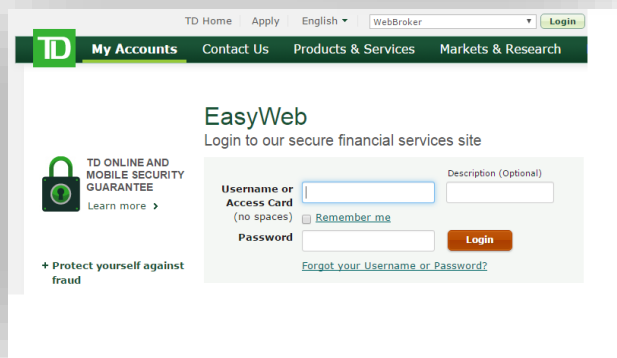 TD Home Apply English WebBroker Login
TD My Accounts Contact Us Products & Services Markets & Research
EasyWeb
Login to our secure financial services site
TD ONLINE AND
MOBILE SECURITY
GUARANTEE
Learn more
+ Protect yourself against
fraud
Description (Optional)
Username or
Access Card
(no spaces)
Remember me
Password
Login
Forgot your Username or Password?